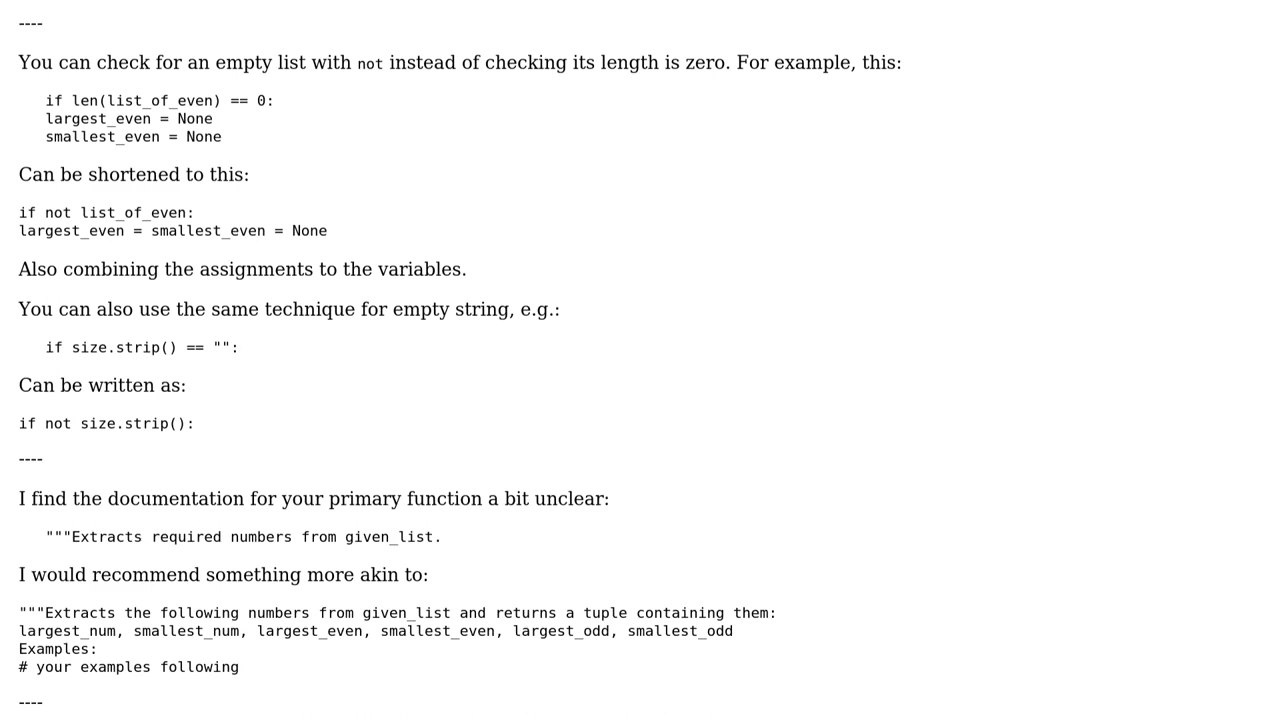 ----
You can check for an empty list with not instead of checking its length is zero. For example, this:
if len(list_of_even) == 0:
largest_even = None
smallest_even = None
Can be shortened to this:
if not list_of_even:
largest_even = smallest_even = None
Also combining the assignments to the variables.
You can also use the same technique for empty string, e.g.:
if size.strip() == "":
Can be written as:
if not size.strip():
----
I find the documentation for your primary function a bit unclear:
"""Extracts required numbers from given_list.
I would recommend something more akin to:
"""Extracts the following numbers from given_list and returns a tuple containing them:
largest_num, smallest_num, largest_even, smallest_even, largest_odd, smallest_odd
Examples:
# your examples following
----